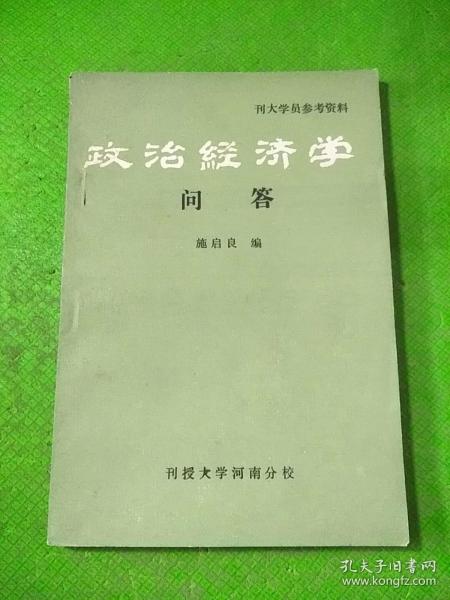 刊大学员参考资料
政治经济学
问 答
施启良 编
刊授大学河南分校
孔夫子旧书网
www.kongfz.com